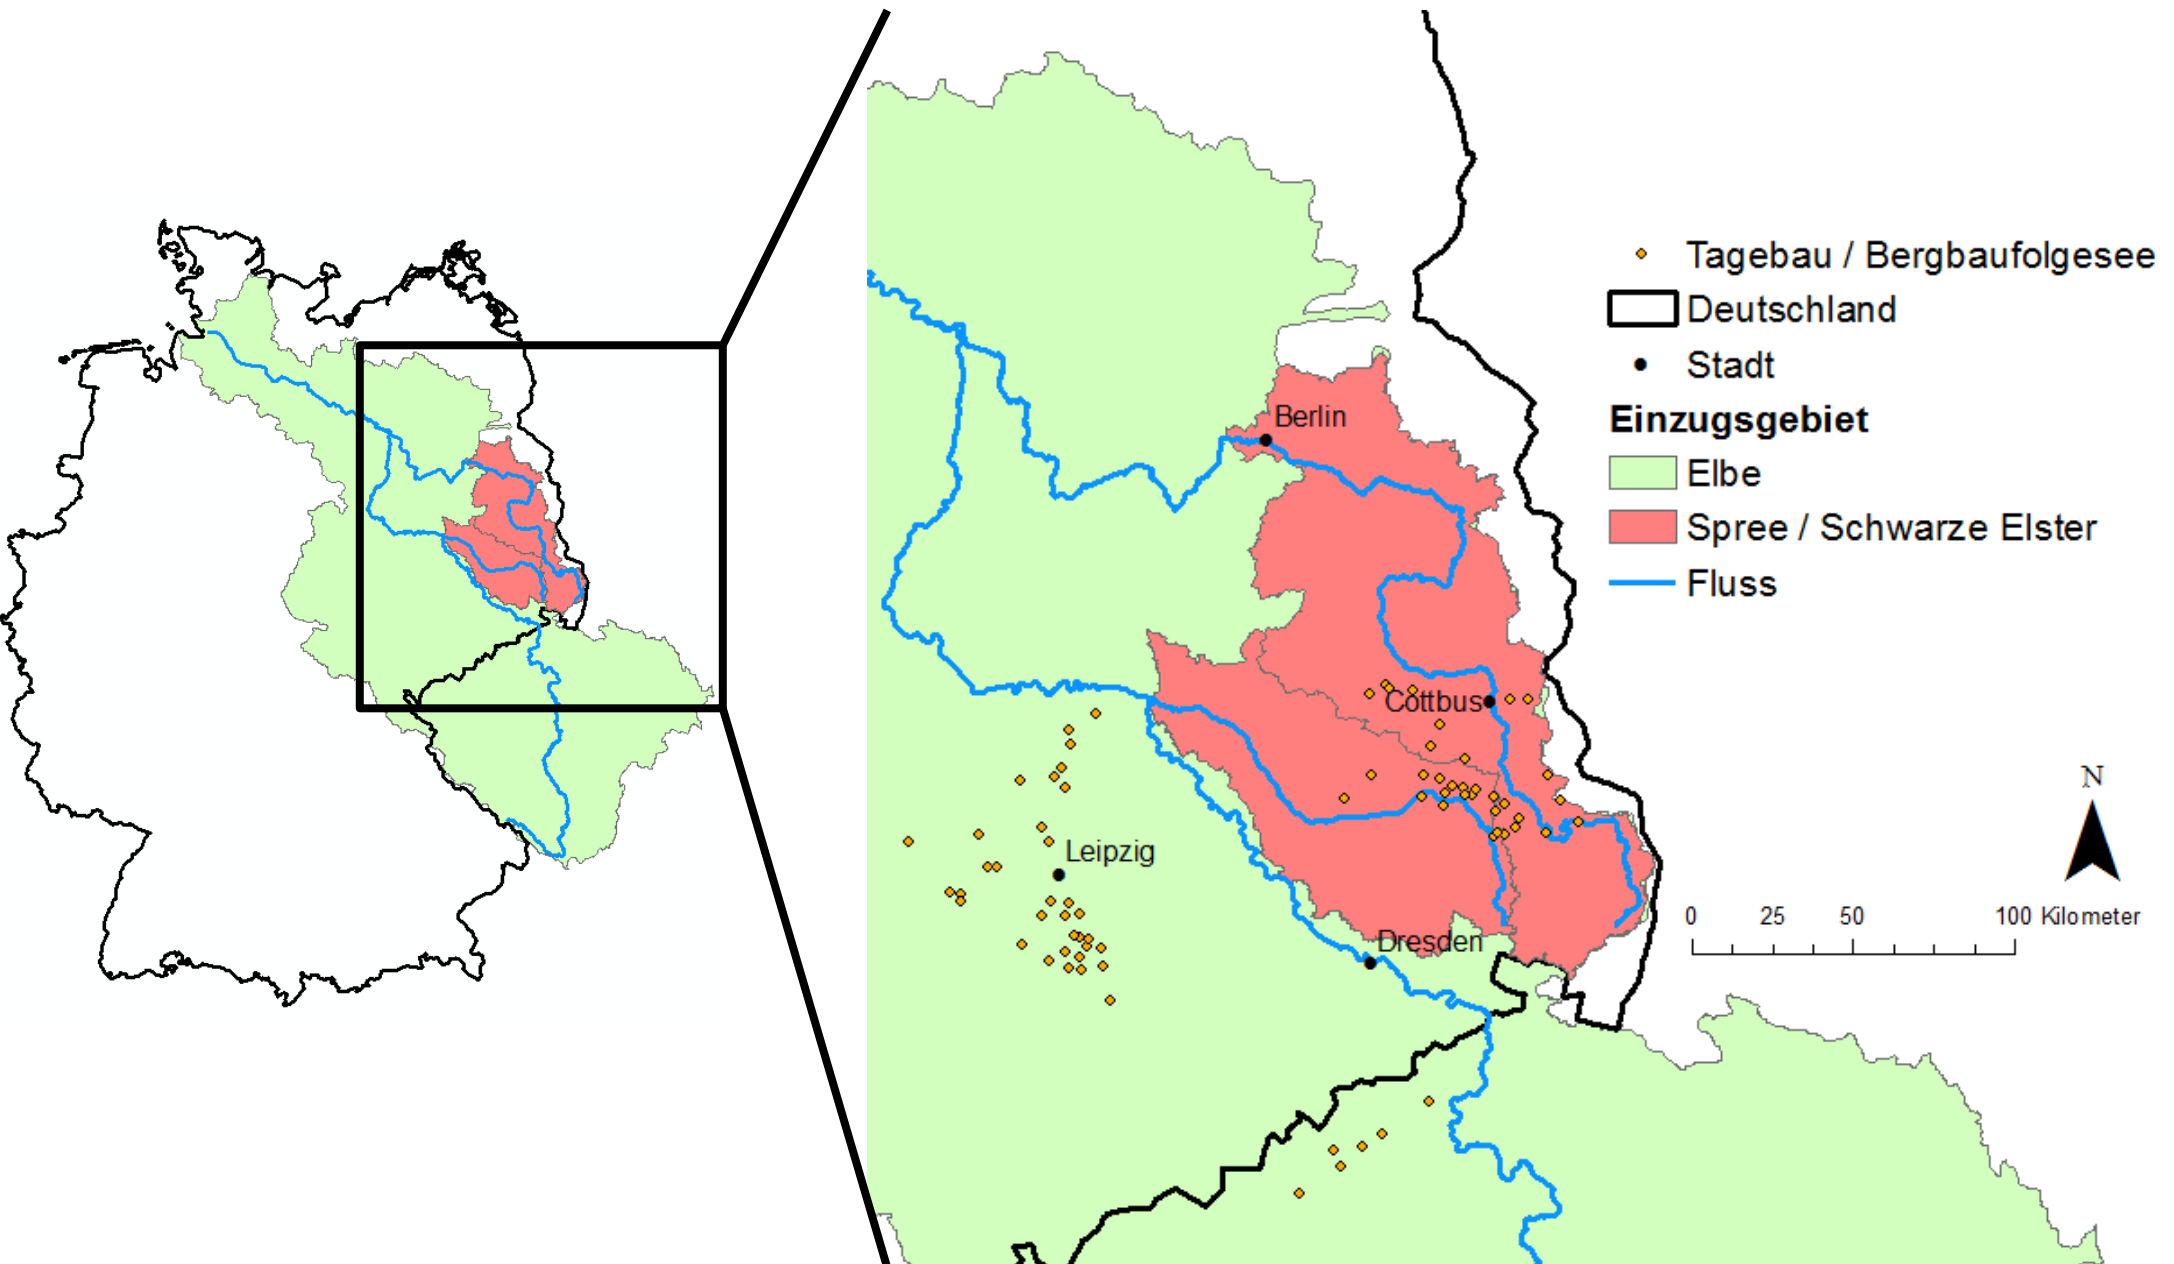 Tagebau / Bergbaufolgesee
Deutschland
Stadt
Einzugsgebiet
Elbe
Spree / Schwarze Elster
Fluss
Berlin
Cottbus
Leipzig
Dresden
N
0 25 50 100 Kilometer